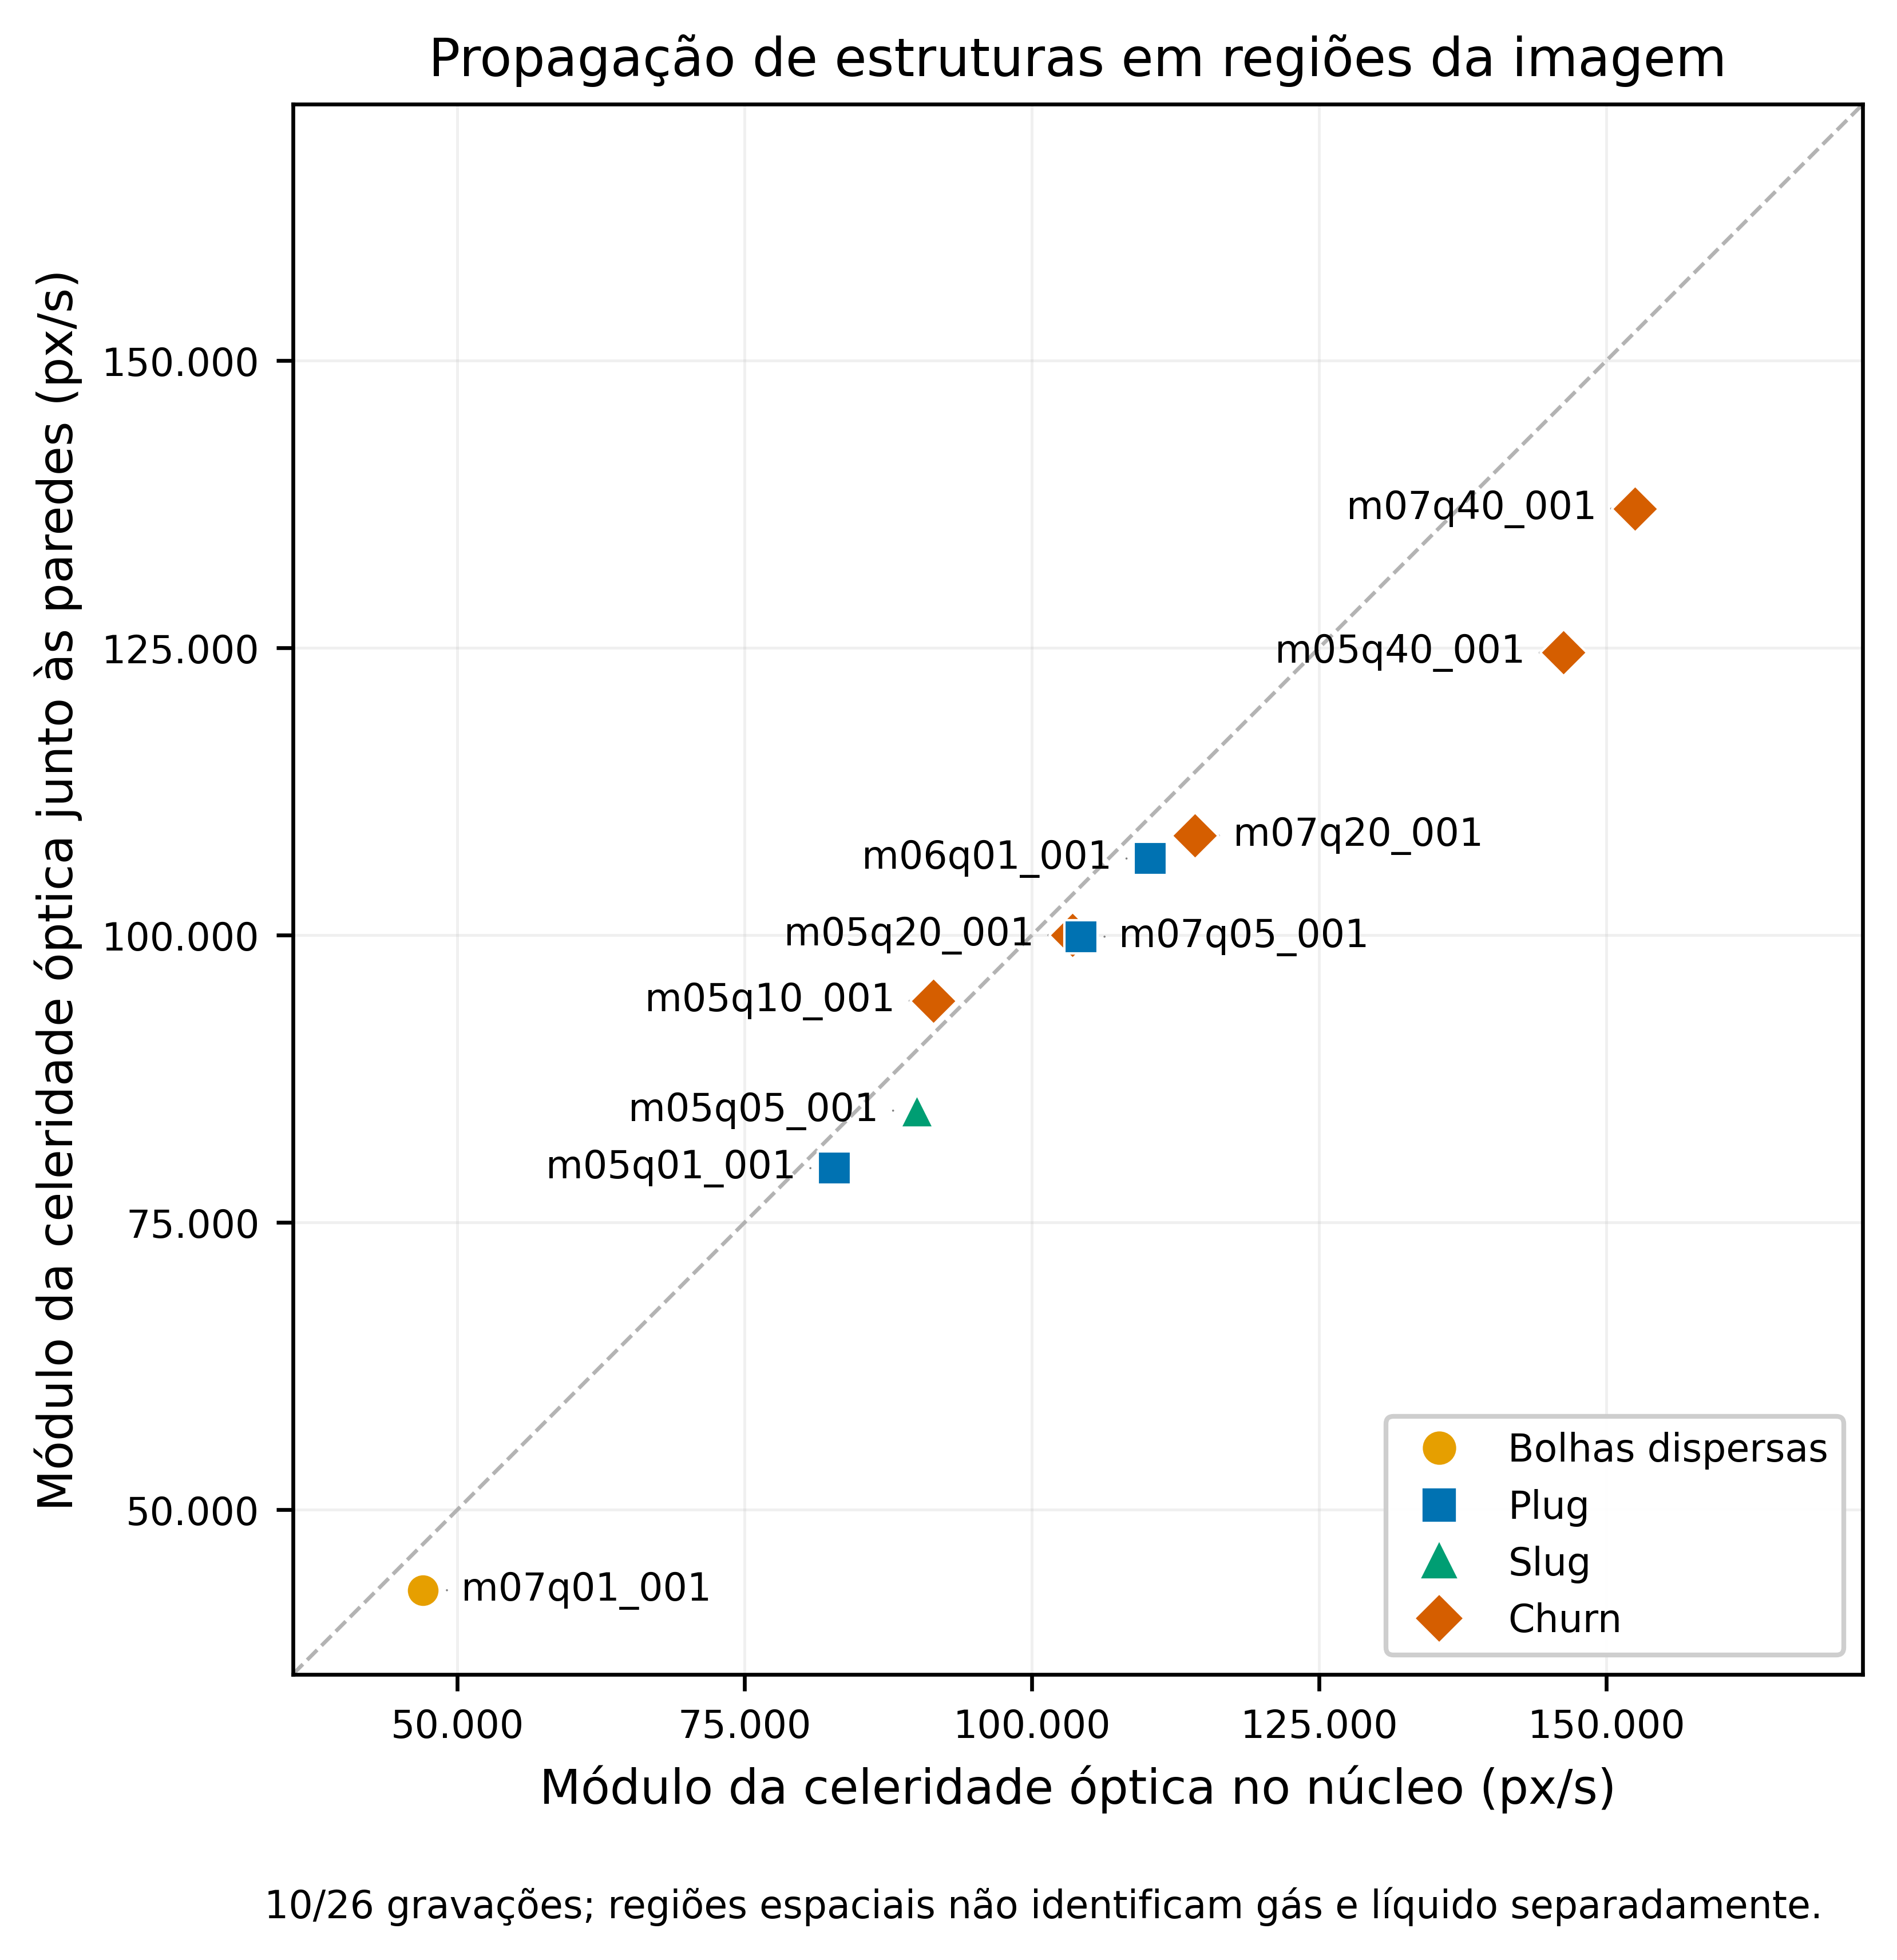 Propagação de estruturas em regiões da imagem
Módulo da celeridade óptica junto às paredes (px/s)
150.000
125.000
100.000
75.000
50.000
m07q40_001
m05q40_001
m07q20_001
m06q01_001
m05q20_001
m07q05_001
m05q10_001
m05q05_001
m05q01_001
m07q01_001
Bolhas dispersas
Plug
Slug
Churn
50.000
75.000
100.000
125.000
150.000
Módulo da celeridade óptica no núcleo (px/s)
10/26 gravações; regiões espaciais não identificam gás e líquido separadamente.